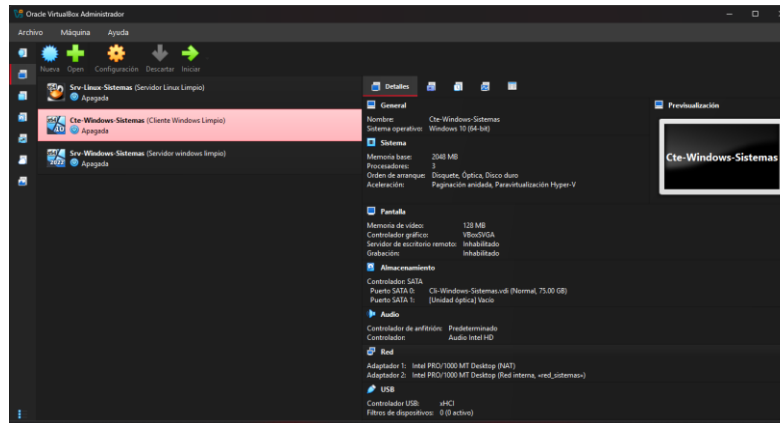 Oracle VirtualBox Administrador
Archivo Máquina Ayuda
Nueva Open Configuración Descartar Iniciar
Srv-Linux-Sistemas (Servidor Linux Limpio)
Apagada
Cte-Windows-Sistemas (Cliente Windows Limpio)
Apagada
Srv-Windows-Sistemas (Servidor windows limpio)
Apagada
Detalles
General
Nombre: Cte-Windows-Sistemas
Sistema operativo: Windows 10 (64-bit)
Sistema
Memoria base: 2048 MB
Procesadores: 3
Orden de arranque: Disquete, Óptica, Disco duro
Aceleración: Paginación anidada, Paravirtualización Hyper-V
Pantalla
Memoria de vídeo: 128 MB
Controlador gráfico: VBoxSVGA
Servidor de escritorio remoto: Inhabilitado
Grabación: Inhabilitado
Almacenamiento
Controlador: SATA
Puerto SATA 0: Cli-Windows-Sistemas.vdi (Normal, 75.00 GB)
Puerto SATA 1: [Unidad óptica] Vacío
Audio
Controlador de anfitrión: Predeterminado
Controlador: Audio Intel HD
Red
Adaptador 1: Intel PRO/1000 MT Desktop (NAT)
Adaptador 2: Intel PRO/1000 MT Desktop (Red interna, «red_sistemas»)
USB
Controlador USB: xHCI
Filtros de dispositivos: 0 (0 activo)
Previsualización
Cte-Windows-Sistemas